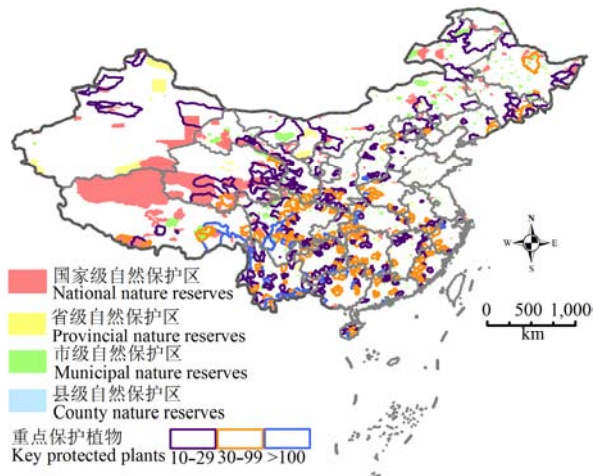 N
W E
S
国家级自然保护区
National nature reserves
省级自然保护区
Provincial nature reserves
市级自然保护区
Municipal nature reserves
县级自然保护区
County nature reserves
重点保护植物
Key protected plants 10-29 30-99 >100
0 500 1,000
km